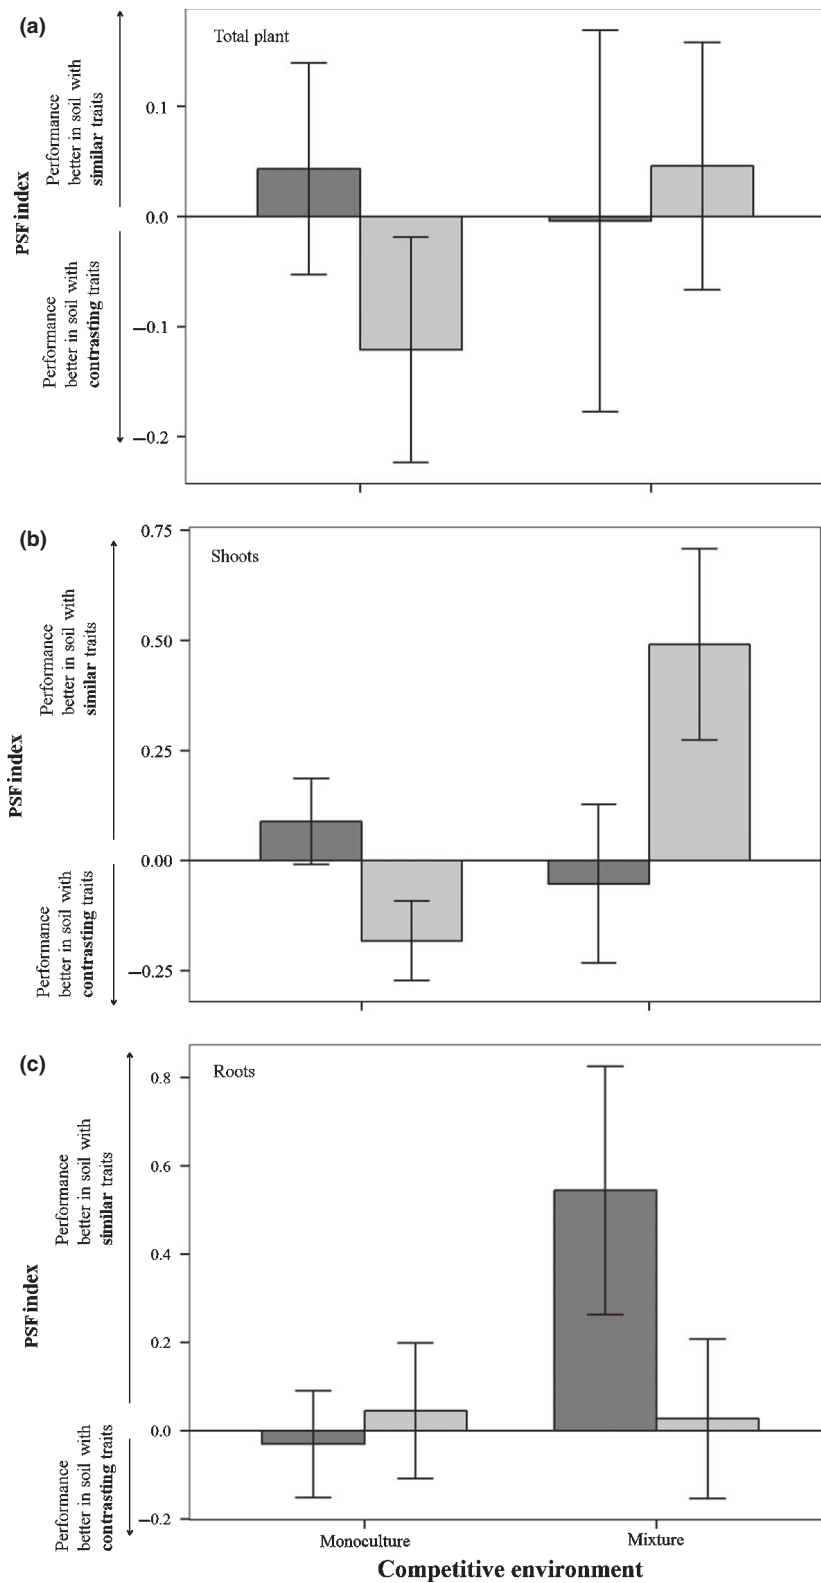 (a)
Total plant
PSF index
Performance
better in soil with
similar traits
Performance
better in soil with
contrasting traits
0.1
0.0
−0.1
−0.2
(b)
Shoots
PSF index
Performance
better in soil with
similar traits
Performance
better in soil with
contrasting traits
0.75
0.50
0.25
0.00
−0.25
(c)
Roots
PSF index
Performance
better in soil with
similar traits
Performance
better in soil with
contrasting traits
0.8
0.6
0.4
0.2
0.0
−0.2
Monoculture
Mixture
Competitive environment